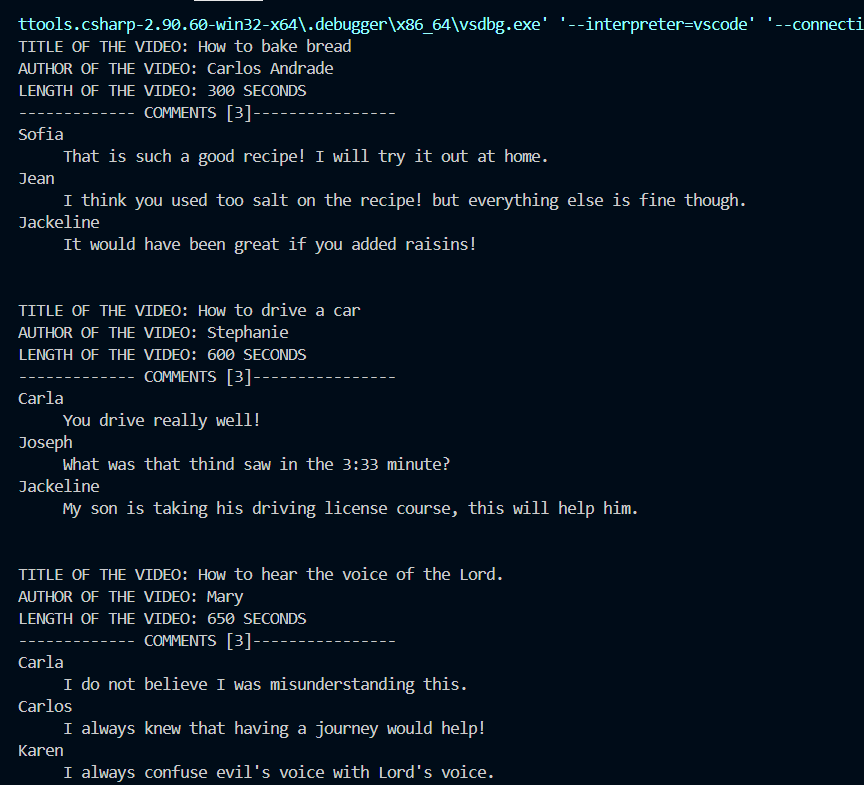 ttools.csharp-2.90.60-win32-x64\.debugger\x86_64\vsdbg.exe' '--interpreter=vscode' '--connecti
TITLE OF THE VIDEO: How to bake bread
AUTHOR OF THE VIDEO: Carlos Andrade
LENGTH OF THE VIDEO: 300 SECONDS
------------- COMMENTS [3]----------------
Sofia
     That is such a good recipe! I will try it out at home.
Jean
     I think you used too salt on the recipe! but everything else is fine though.
Jackeline
     It would have been great if you added raisins!
TITLE OF THE VIDEO: How to drive a car
AUTHOR OF THE VIDEO: Stephanie
LENGTH OF THE VIDEO: 600 SECONDS
------------- COMMENTS [3]----------------
Carla
     You drive really well!
Joseph
     What was that thind saw in the 3:33 minute?
Jackeline
     My son is taking his driving license course, this will help him.
TITLE OF THE VIDEO: How to hear the voice of the Lord.
AUTHOR OF THE VIDEO: Mary
LENGTH OF THE VIDEO: 650 SECONDS
------------- COMMENTS [3]----------------
Carla
     I do not believe I was misunderstanding this.
Carlos
     I always knew that having a journey would help!
Karen
     I always confuse evil's voice with Lord's voice.